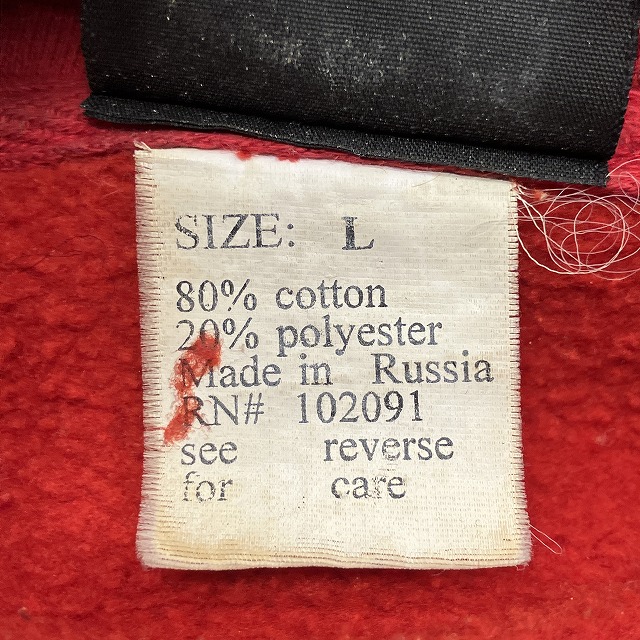 SIZE: L
80% cotton
20% polyester
Made in Russia
RN# 102091
see reverse
for care